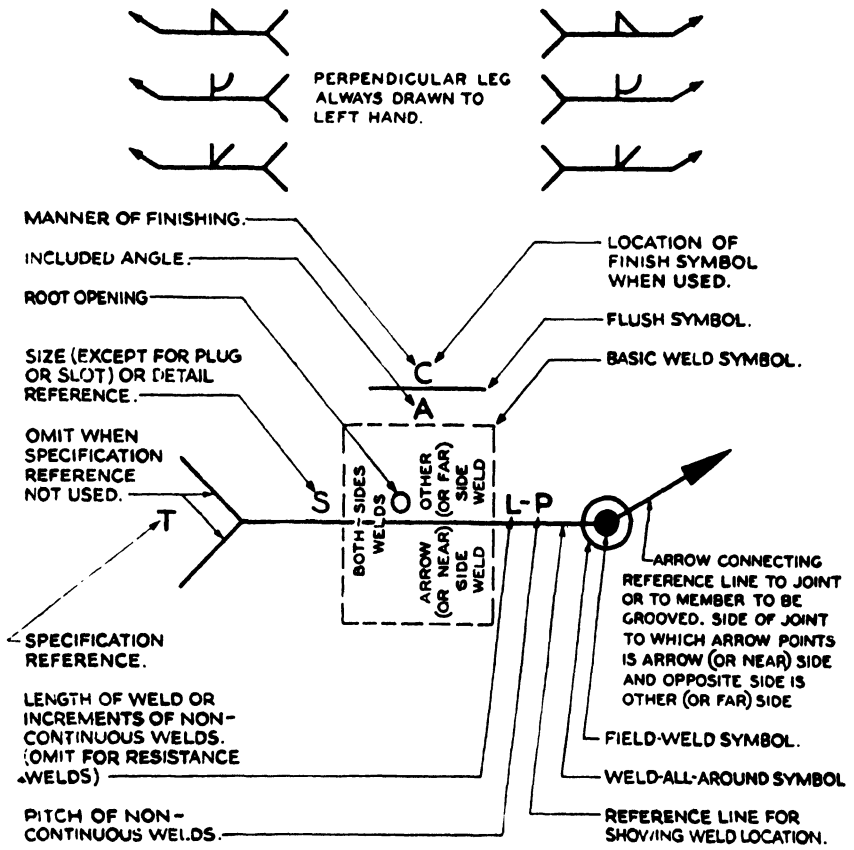 PERPENDICULAR LEG
ALWAYS DRAWN TO
LEFT HAND.
MANNER OF FINISHING.
INCLUDED ANGLE.
ROOT OPENING
SIZE (EXCEPT FOR PLUG
OR SLOT) OR DETAIL
REFERENCE.
OMIT WHEN
SPECIFICATION
REFERENCE
NOT USED.
T
SPECIFICATION
REFERENCE.
LENGTH OF WELD OR
INCREMENTS OF NON-
CONTINUOUS WELDS.
(OMIT FOR RESISTANCE
WELDS)
PITCH OF NON-
CONTINUOUS WELDS.
C
A
S
O
L-P
BOTH-SIDES
WELDS
OTHER
(OR FAR)
SIDE
WELD
ARROW
(OR NEAR)
SIDE
WELD
LOCATION OF
FINISH SYMBOL
WHEN USED.
FLUSH SYMBOL.
BASIC WELD SYMBOL.
ARROW CONNECTING
REFERENCE LINE TO JOINT
OR TO MEMBER TO BE
GROOVED. SIDE OF JOINT
TO WHICH ARROW POINTS
IS ARROW (OR NEAR) SIDE
AND OPPOSITE SIDE IS
OTHER (OR FAR) SIDE
FIELD-WELD SYMBOL.
WELD-ALL-AROUND SYMBOL
REFERENCE LINE FOR
SHOWING WELD LOCATION.